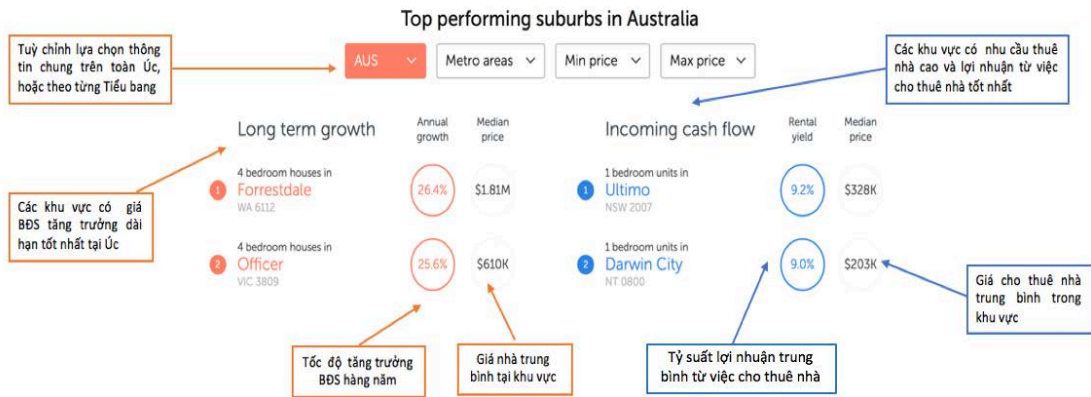 Top performing suburbs in Australia
Tuỳ chỉnh lựa chọn thông
tin chung trên toàn Úc,
hoặc theo từng Tiểu bang
AUS
Metro areas
Min price
Max price
Các khu vực có nhu cầu thuê
nhà cao và lợi nhuận từ việc
cho thuê nhà tốt nhất
Long term growth
Annual
growth
Median
price
Incoming cash flow
Rental
yield
Median
price
4 bedroom houses in
1
Forrestdale
WA 6112
26.4%
$1.81M
1 bedroom units in
1
Ultimo
NSW 2007
9.2%
$328K
Các khu vực có giá
BĐS tăng trưởng dài
hạn tốt nhất tại Úc
4 bedroom houses in
2
Officer
VIC 3809
25.6%
$610K
1 bedroom units in
2
Darwin City
NT 0800
9.0%
$203K
Giá cho thuê nhà
trung bình trong
khu vực
Tốc độ tăng trưởng
BĐS hàng năm
Giá nhà trung
bình tại khu vực
Tỷ suất lợi nhuận trung
bình từ việc cho thuê nhà